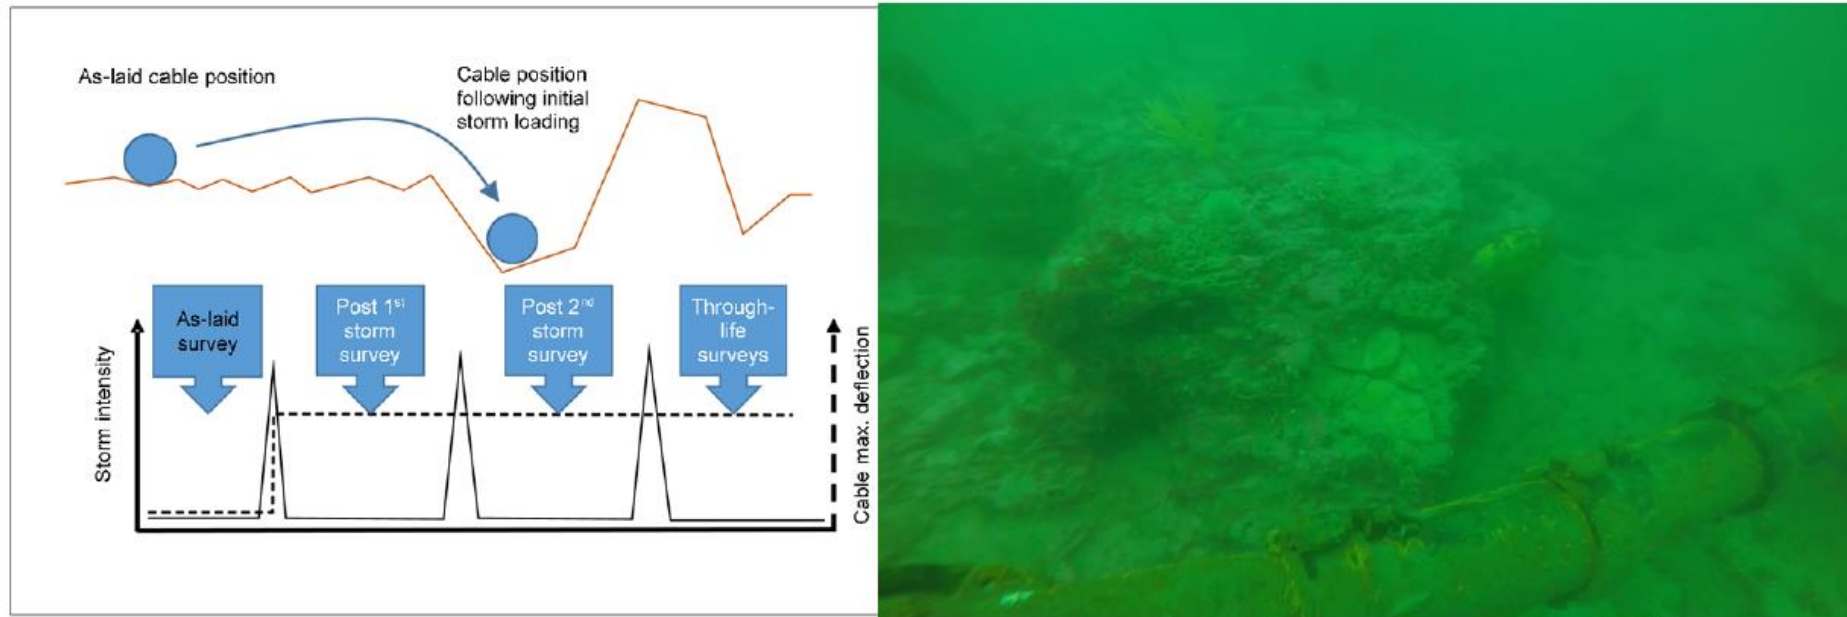 As-laid cable position
Cable position
following initial
storm loading
As-laid
survey
Post 1st
storm
survey
Post 2nd
storm
survey
Through-
life
surveys
Storm intensity
Cable max. deflection